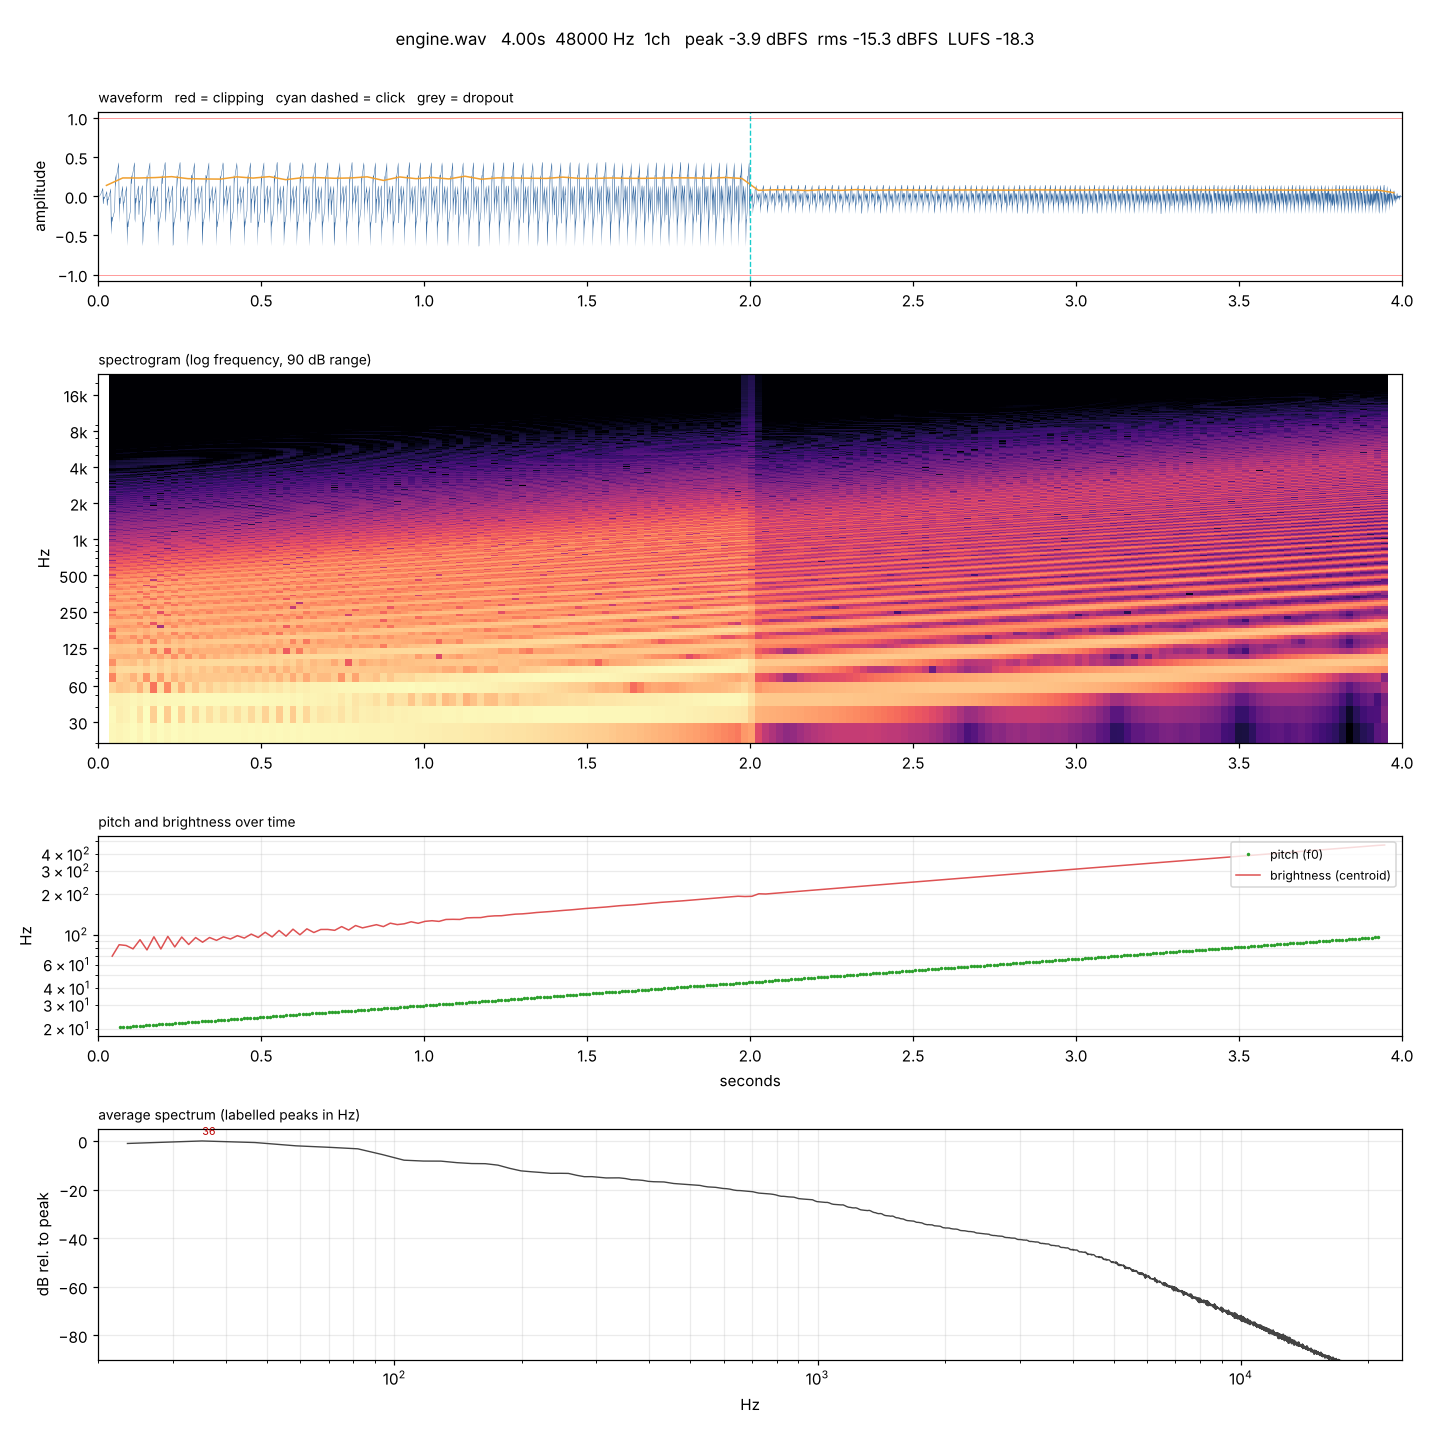 engine.wav   4.00s  48000 Hz  1ch   peak -3.9 dBFS  rms -15.3 dBFS  LUFS -18.3
waveform   red = clipping   cyan dashed = click   grey = dropout
amplitude
1.0
0.5
0.0
−0.5
−1.0
0.0 0.5 1.0 1.5 2.0 2.5 3.0 3.5 4.0
spectrogram (log frequency, 90 dB range)
Hz
16k
8k
4k
2k
1k
500
250
125
60
30
0.0 0.5 1.0 1.5 2.0 2.5 3.0 3.5 4.0
pitch and brightness over time
Hz
4 × 10²
3 × 10²
2 × 10²
10²
6 × 10¹
4 × 10¹
3 × 10¹
2 × 10¹
pitch (f0)
brightness (centroid)
0.0 0.5 1.0 1.5 2.0 2.5 3.0 3.5 4.0
seconds
average spectrum (labelled peaks in Hz)
36
dB rel. to peak
0
−20
−40
−60
−80
10² 10³ 10⁴
Hz